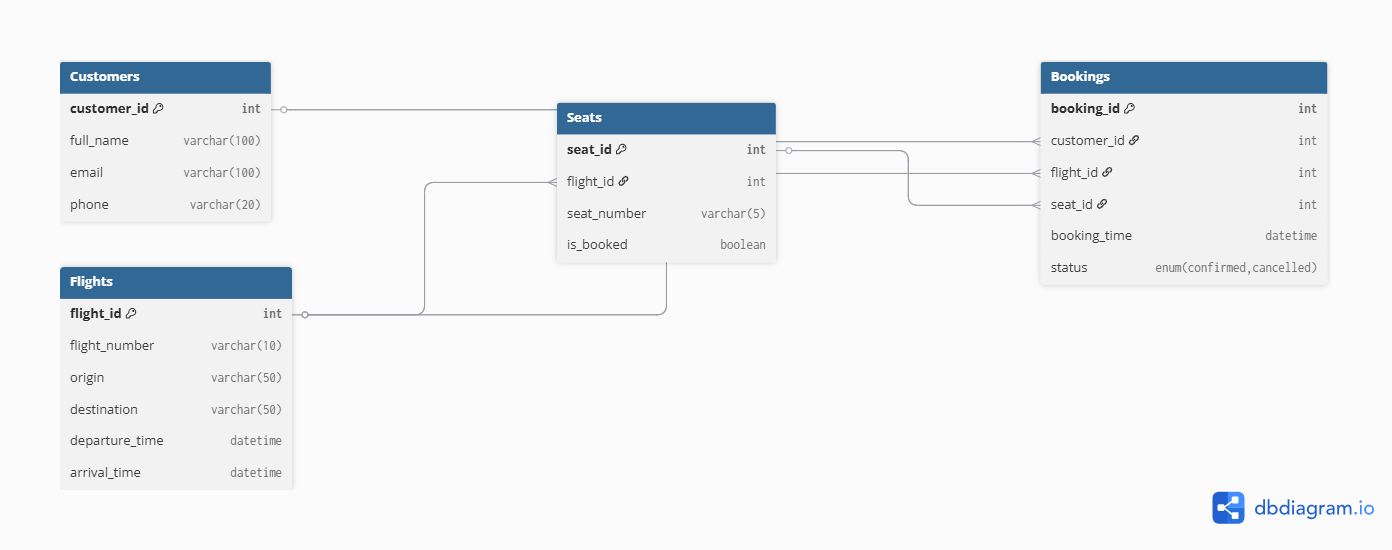 Customers
customer_id int
full_name varchar(100)
email varchar(100)
phone varchar(20)
Flights
flight_id int
flight_number varchar(10)
origin varchar(50)
destination varchar(50)
departure_time datetime
arrival_time datetime
Seats
seat_id int
flight_id int
seat_number varchar(5)
is_booked boolean
Bookings
booking_id int
customer_id int
flight_id int
seat_id int
booking_time datetime
status enum(confirmed,cancelled)
dbdiagram.io